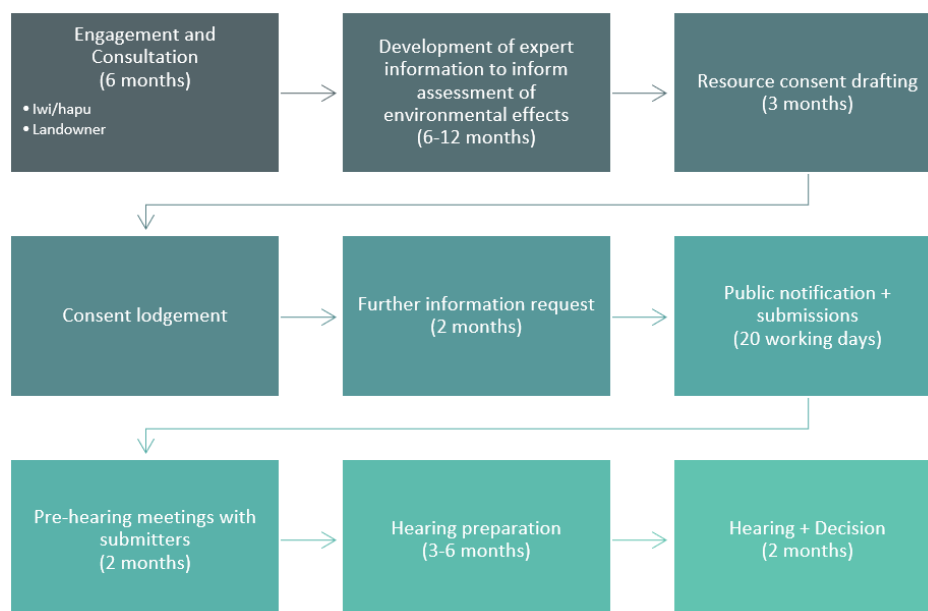 Engagement and
Consultation
(6 months)
• Iwi/hapu
• Landowner
Development of expert
information to inform
assessment of
environmental effects
(6-12 months)
Resource consent drafting
(3 months)
Consent lodgement
Further information request
(2 months)
Public notification +
submissions
(20 working days)
Pre-hearing meetings with
submitters
(2 months)
Hearing preparation
(3-6 months)
Hearing + Decision
(2 months)